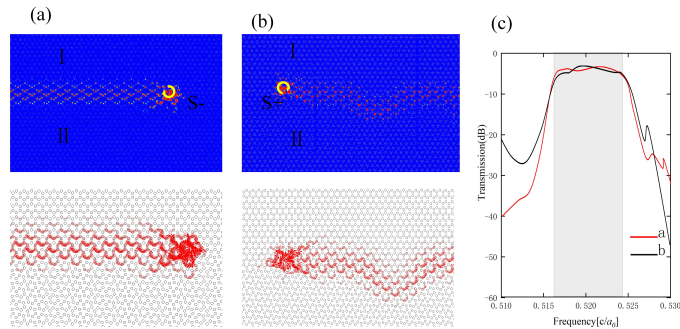 (a)
(b)
(c)
I
II
S-
I
S+
II
Transmission(dB)
0
−10
−20
−30
−40
−50
−60
a
b
0.510
0.515
0.520
0.525
0.530
Frequency[c/a₀]